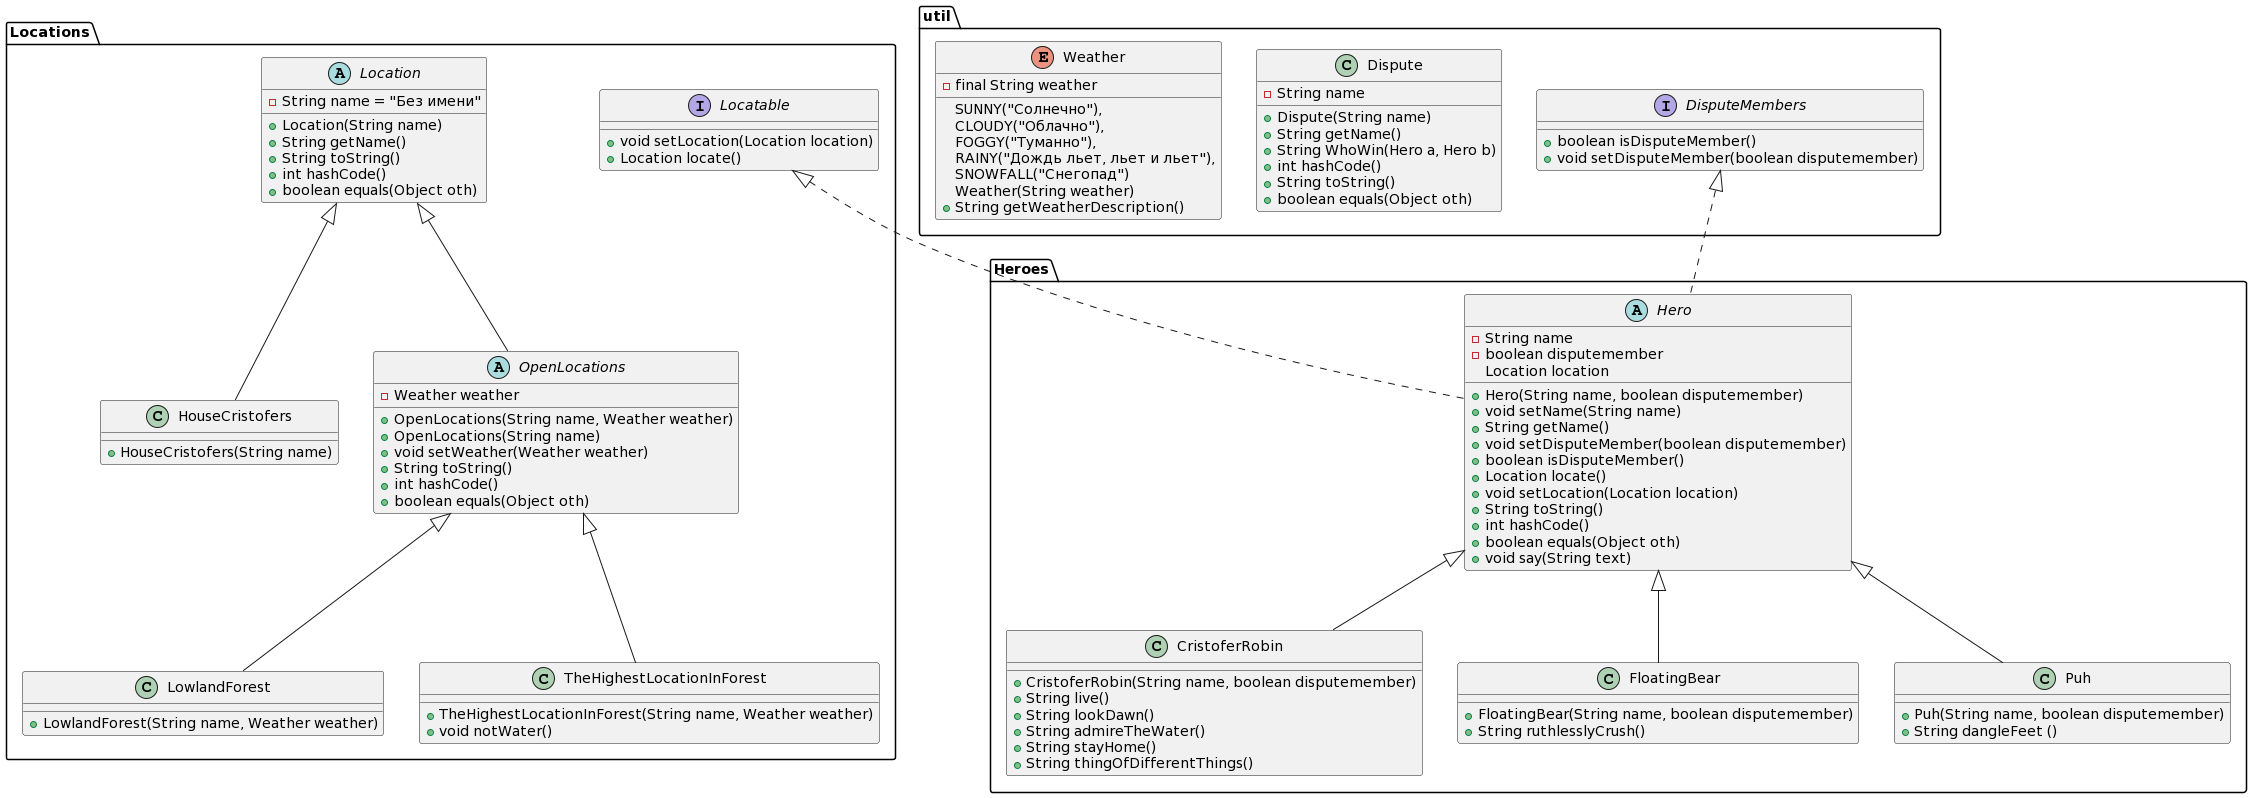 Locations
A Location
String name = "Без имени"
Location(String name)
String getName()
String toString()
int hashCode()
boolean equals(Object oth)
I Locatable
void setLocation(Location location)
Location locate()
C HouseCristofers
HouseCristofers(String name)
A OpenLocations
Weather weather
OpenLocations(String name, Weather weather)
OpenLocations(String name)
void setWeather(Weather weather)
String toString()
int hashCode()
boolean equals(Object oth)
C LowlandForest
LowlandForest(String name, Weather weather)
C TheHighestLocationInForest
TheHighestLocationInForest(String name, Weather weather)
void notWater()
util
E Weather
final String weather
SUNNY("Солнечно"),
CLOUDY("Облачно"),
FOGGY("Туманно"),
RAINY("Дождь льет, льет и льет"),
SNOWFALL("Снегопад")
Weather(String weather)
String getWeatherDescription()
C Dispute
String name
Dispute(String name)
String getName()
String WhoWin(Hero a, Hero b)
int hashCode()
String toString()
boolean equals(Object oth)
I DisputeMembers
boolean isDisputeMember()
void setDisputeMember(boolean disputemember)
Heroes
A Hero
String name
boolean disputemember
Location location
Hero(String name, boolean disputemember)
void setName(String name)
String getName()
void setDisputeMember(boolean disputemember)
boolean isDisputeMember()
Location locate()
void setLocation(Location location)
String toString()
int hashCode()
boolean equals(Object oth)
void say(String text)
C CristoferRobin
CristoferRobin(String name, boolean disputemember)
String live()
String lookDawn()
String admireTheWater()
String stayHome()
String thingOfDifferentThings()
C FloatingBear
FloatingBear(String name, boolean disputemember)
String ruthlesslyCrush()
C Puh
Puh(String name, boolean disputemember)
String dangleFeet ()